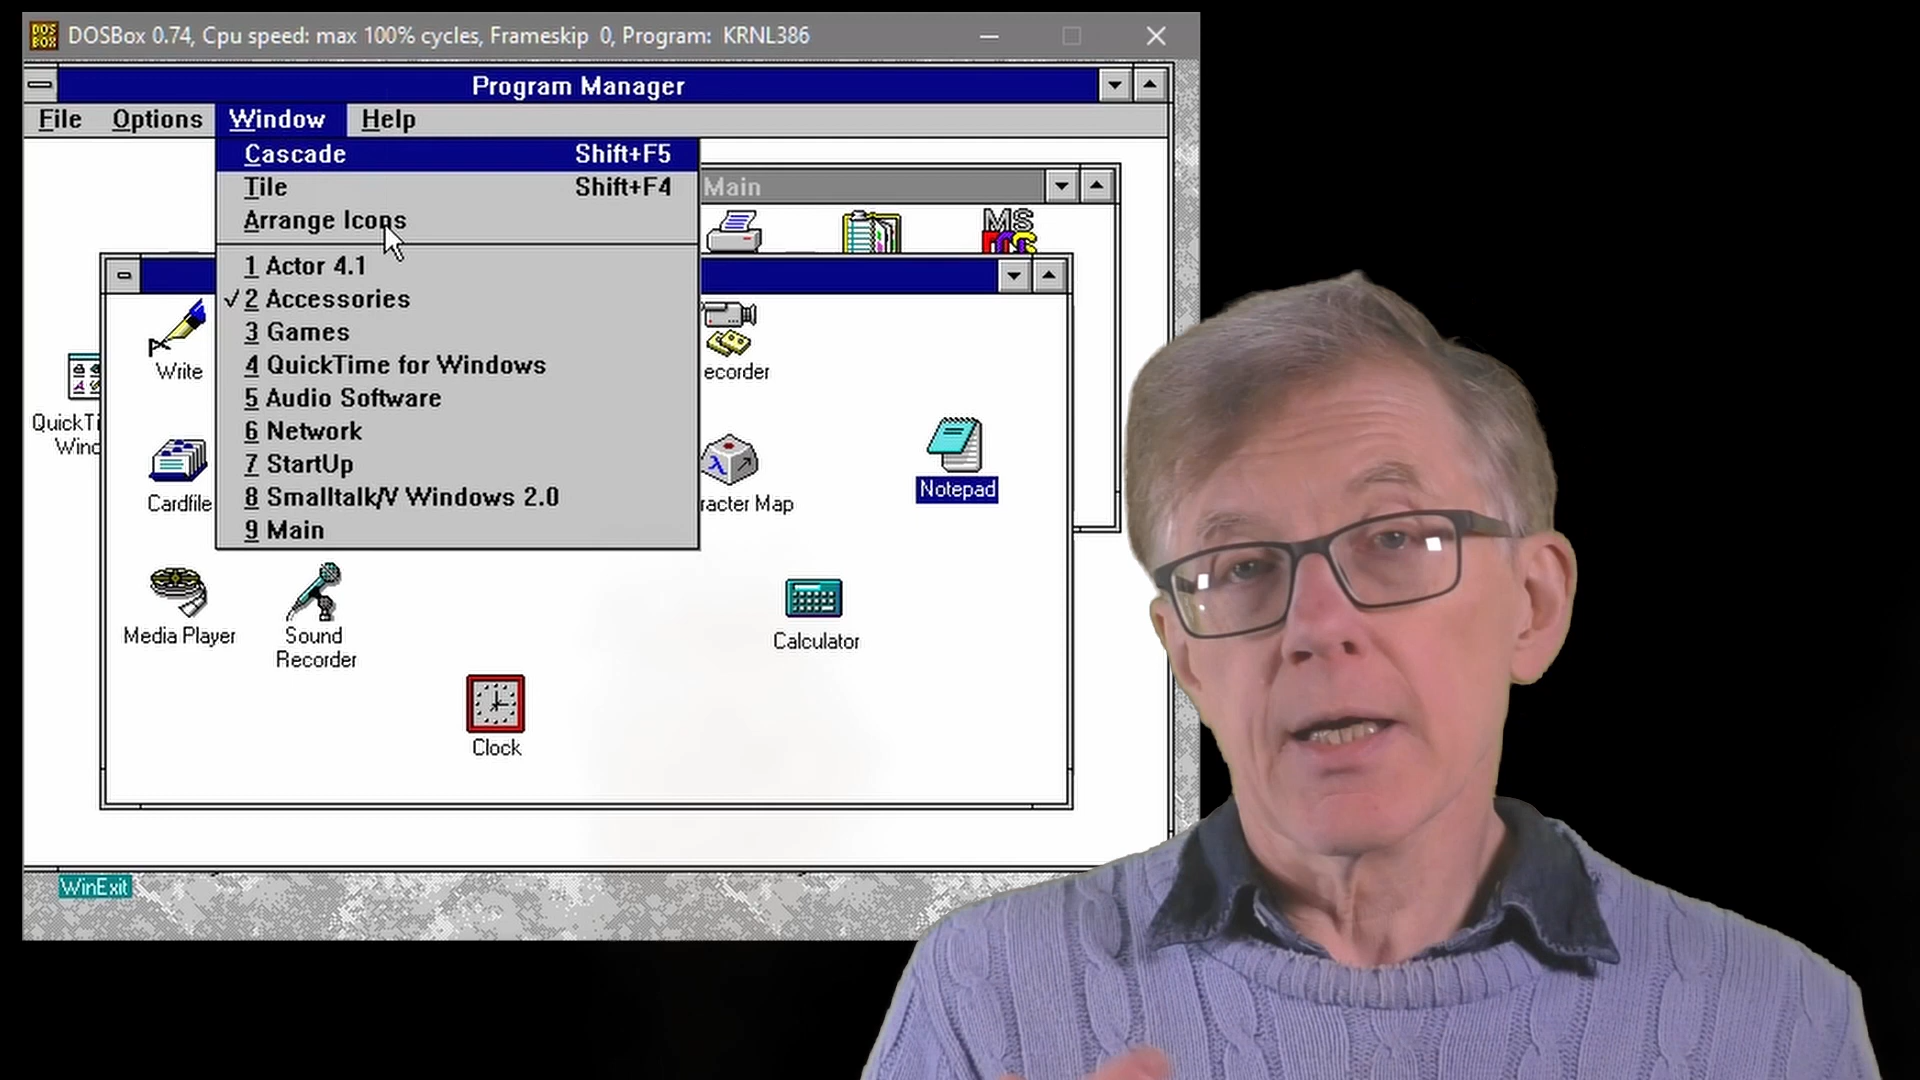 DOSBox 0.74, Cpu speed: max 100% cycles, Frameskip 0, Program: KRNL386
Program Manager
File Options Window Help
Cascade Shift+F5
Tile Shift+F4
Arrange Icons
1 Actor 4.1
✓ 2 Accessories
3 Games
4 QuickTime for Windows
5 Audio Software
6 Network
7 StartUp
8 Smalltalk/V Windows 2.0
9 Main
Main
MS
Write
ecorder
QuickTi
Wind
Cardfile
racter Map
Notepad
Media Player
Sound
Recorder
Calculator
Clock
WinExit